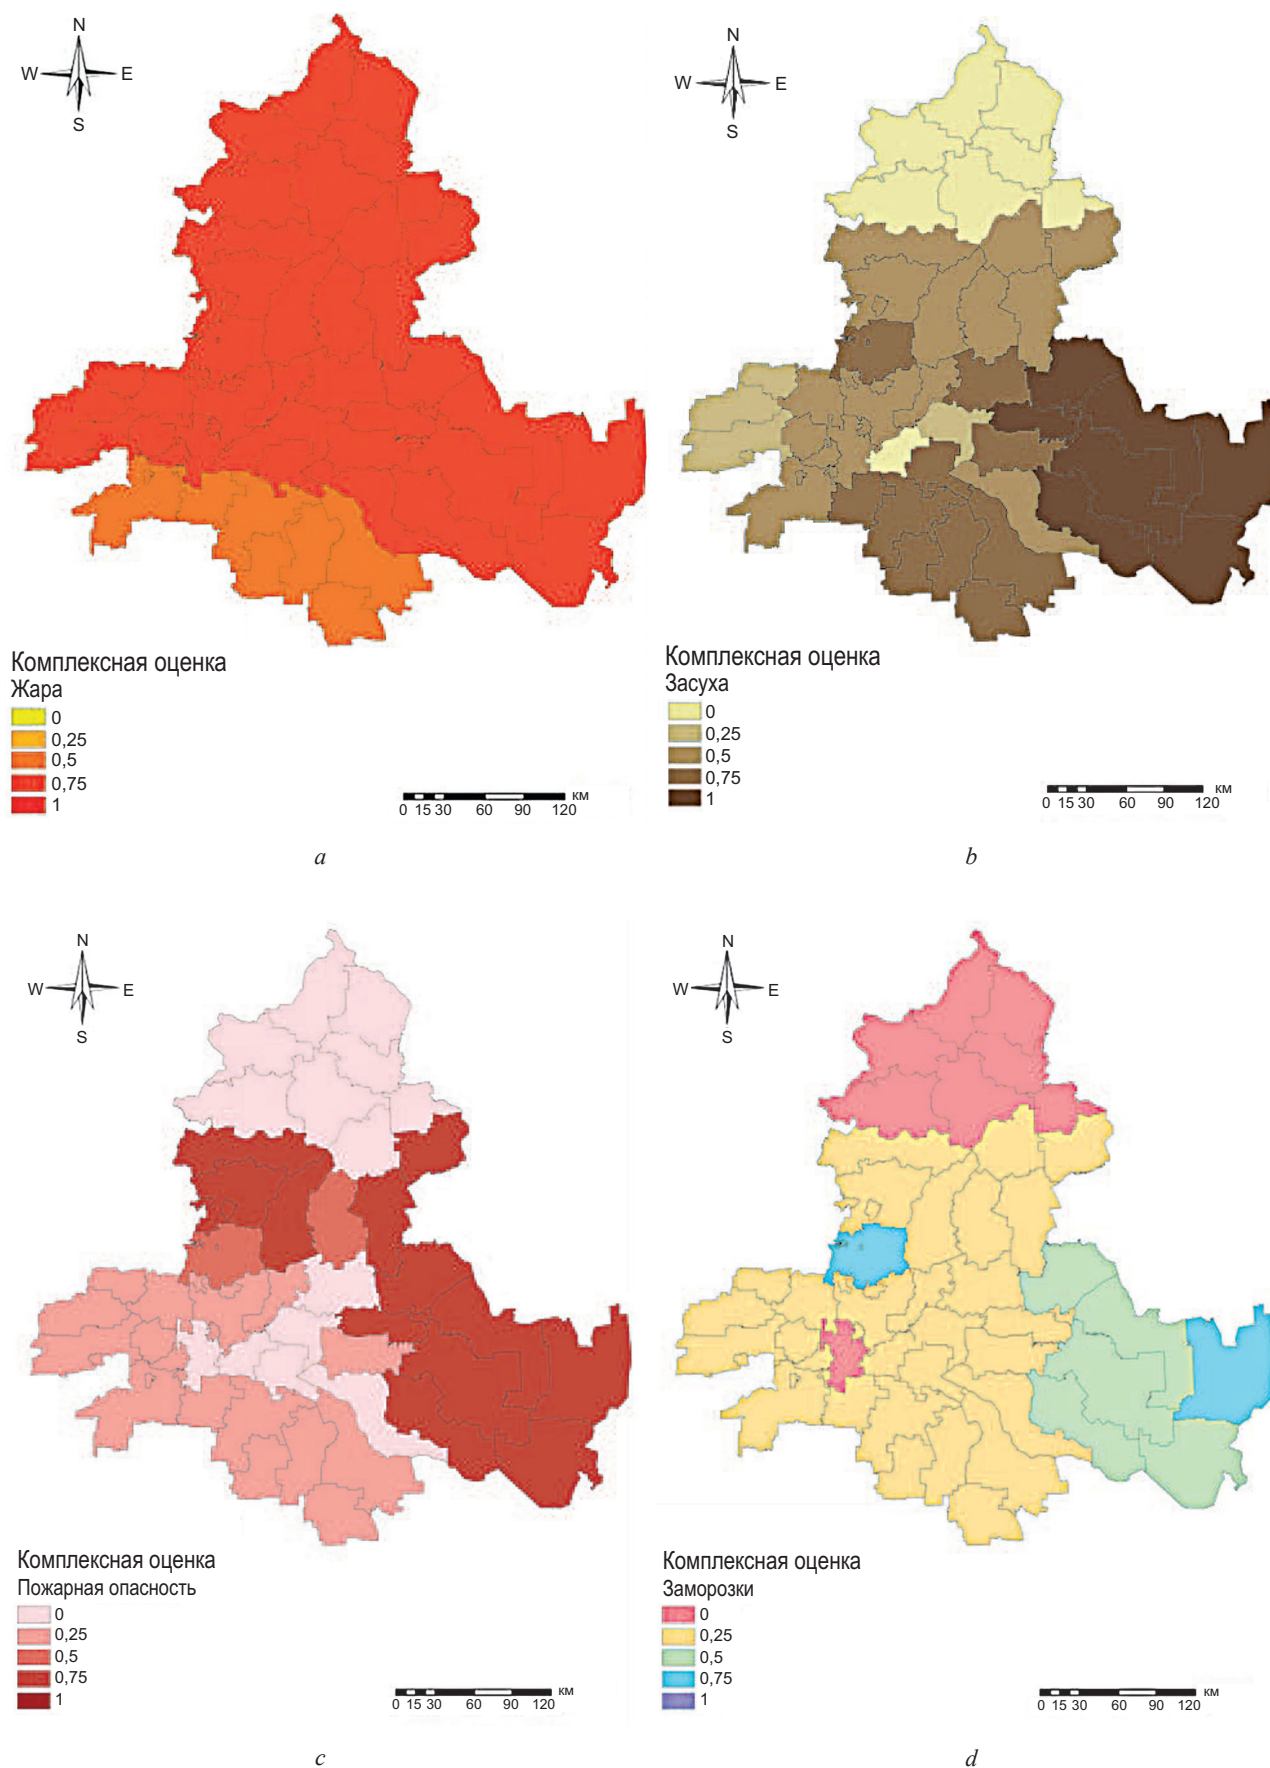 N
W E
S
Комплексная оценка
Жара
0
0,25
0,5
0,75
1
0 15 30 60 90 120 км
a
N
W E
S
Комплексная оценка
Засуха
0
0,25
0,5
0,75
1
0 15 30 60 90 120 км
b
N
W E
S
Комплексная оценка
Пожарная опасность
0
0,25
0,5
0,75
1
0 15 30 60 90 120 км
c
N
W E
S
Комплексная оценка
Заморозки
0
0,25
0,5
0,75
1
0 15 30 60 90 120 км
d